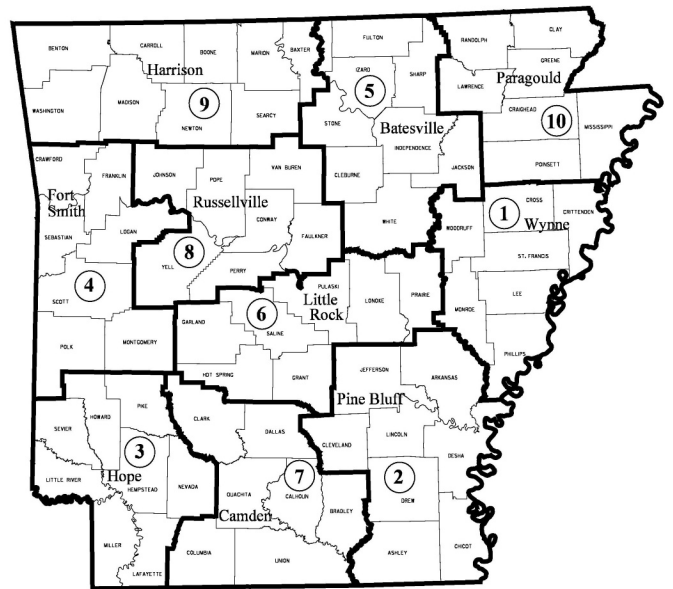 BENTON
CARROLL
BOONE
MARION
BAXTER
FULTON
RANDOLPH
CLAY
Harrison
IZARD
SHARP
GREENE
LAWRENCE
Paragould
WASHINGTON
MADISON
9
NEWTON
SEARCY
5
STONE
Batesville
INDEPENDENCE
CRAIGHEAD
10
MISSISSIPPI
CRAWFORD
FRANKLIN
JOHNSON
POPE
VAN BUREN
CLEBURNE
JACKSON
POINSETT
Fort
Smith
Russellville
CONWAY
FAULKNER
WHITE
WOODRUFF
1
CROSS
Wynne
CRITTENDEN
SEBASTIAN
LOGAN
8
YELL
PERRY
ST. FRANCIS
SCOTT
4
6
PULASKI
Little
Rock
LONOKE
PRAIRIE
MONROE
LEE
GARLAND
SALINE
PHILLIPS
POLK
MONTGOMERY
HOT SPRING
GRANT
JEFFERSON
ARKANSAS
Pine Bluff
SEVIER
HOWARD
PIKE
CLARK
DALLAS
CLEVELAND
LINCOLN
DESHA
3
Hope
LITTLE RIVER
HEMPSTEAD
NEVADA
OUACHITA
7
CALHOUN
2
DREW
Camden
BRADLEY
MILLER
LAFAYETTE
COLUMBIA
UNION
ASHLEY
CHICOT